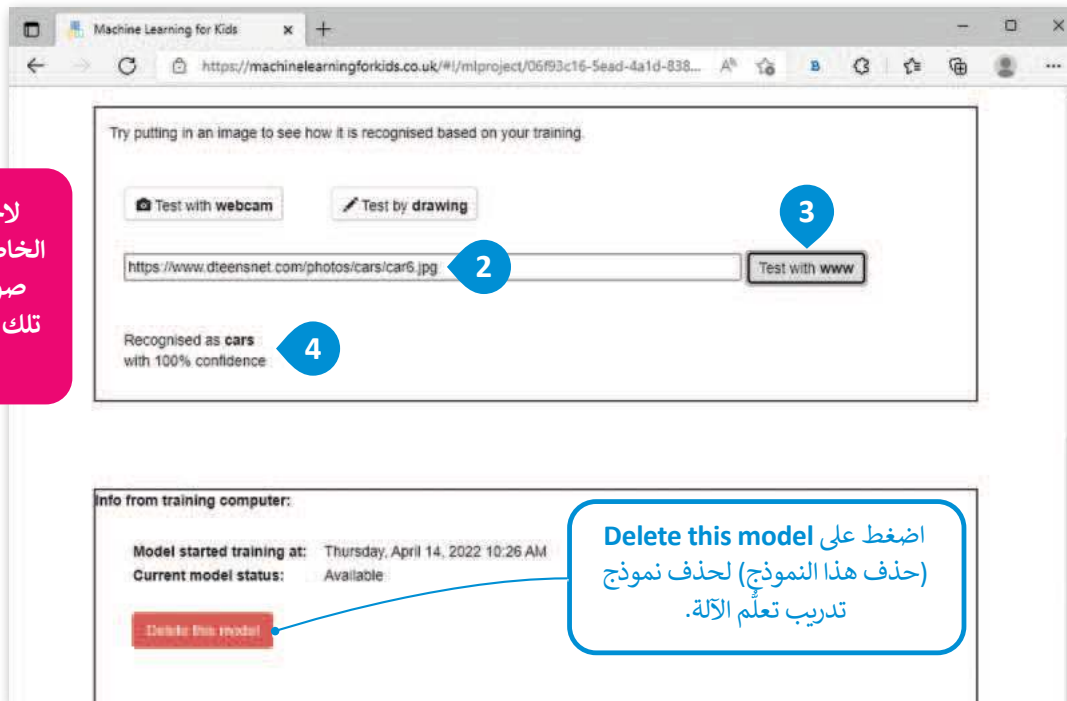 Machine Learning for Kids
https://machinelearningforkids.co.uk/#!/mlproject/06f93c16-5ead-4a1d-838...
Try putting in an image to see how it is recognised based on your training.
Test with webcam
Test by drawing
3
https://www.dteensnet.com/photos/cars/car6.jpg
2
Test with www
تلك
Recognised as cars
with 100% confidence
4
Info from training computer:
Model started training at: Thursday, April 14, 2022 10:26 AM
Current model status: Available
Delete this model
اضغط على Delete this model
(حذف هذا النموذج) لحذف نموذج
تدريب تعلُّم الآلة.